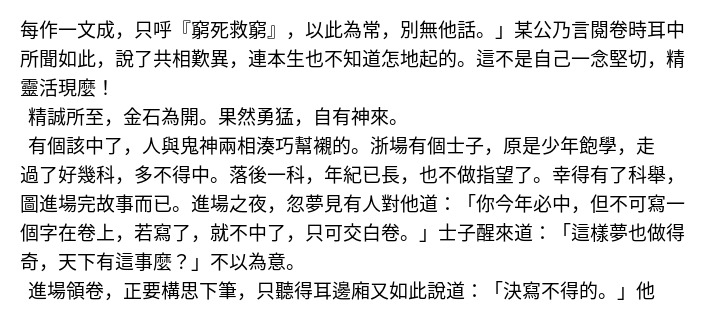 每作一文成，只呼『窮死救窮』，以此為常，別無他話。」某公乃言閱卷時耳中
所聞如此，說了共相歎異，連本生也不知道怎地起的。這不是自己一念堅切，精
靈活現麼！
精誠所至，金石為開。果然勇猛，自有神來。
有個該中了，人與鬼神兩相湊巧幫襯的。浙場有個士子，原是少年飽學，走
過了好幾科，多不得中。落後一科，年紀已長，也不做指望了。幸得有了科舉，
圖進場完故事而已。進場之夜，忽夢見有人對他道：「你今年必中，但不可寫一
個字在卷上，若寫了，就不中了，只可交白卷。」士子醒來道：「這樣夢也做得
奇，天下有這事麼？」不以為意。
進場領卷，正要構思下筆，只聽得耳邊廂又如此說道：「決寫不得的。」他